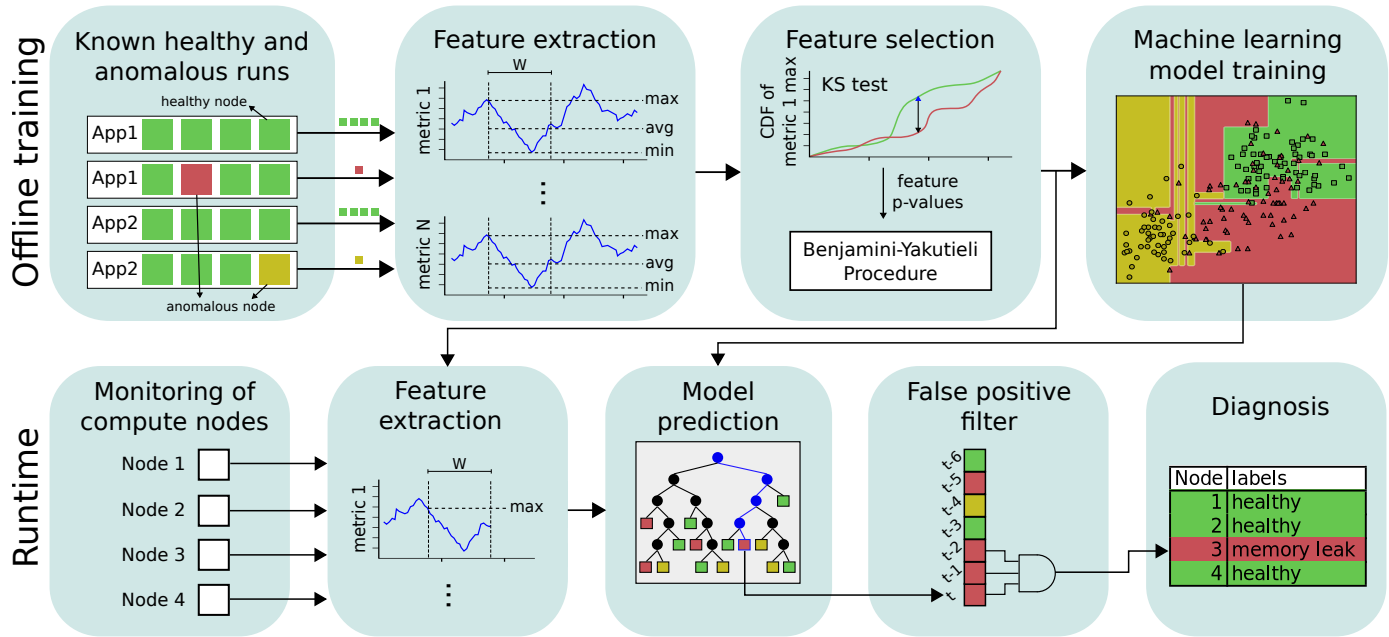 Offline training
Known healthy and
anomalous runs
healthy node
App1
App1
App2
App2
anomalous node
Feature extraction
W
metric 1
max
avg
min
...
metric N
max
avg
min
Feature selection
CDF of
metric 1 max
KS test
feature
p-values
Benjamini-Yakutieli
Procedure
Machine learning
model training
Runtime
Monitoring of
compute nodes
Node 1
Node 2
Node 3
Node 4
Feature
extraction
W
metric 1
max
...
Model
prediction
False positive
filter
t-6
t-5
t-4
t-3
t-2
t-1
t
Diagnosis
Node labels
1 healthy
2 healthy
3 memory leak
4 healthy